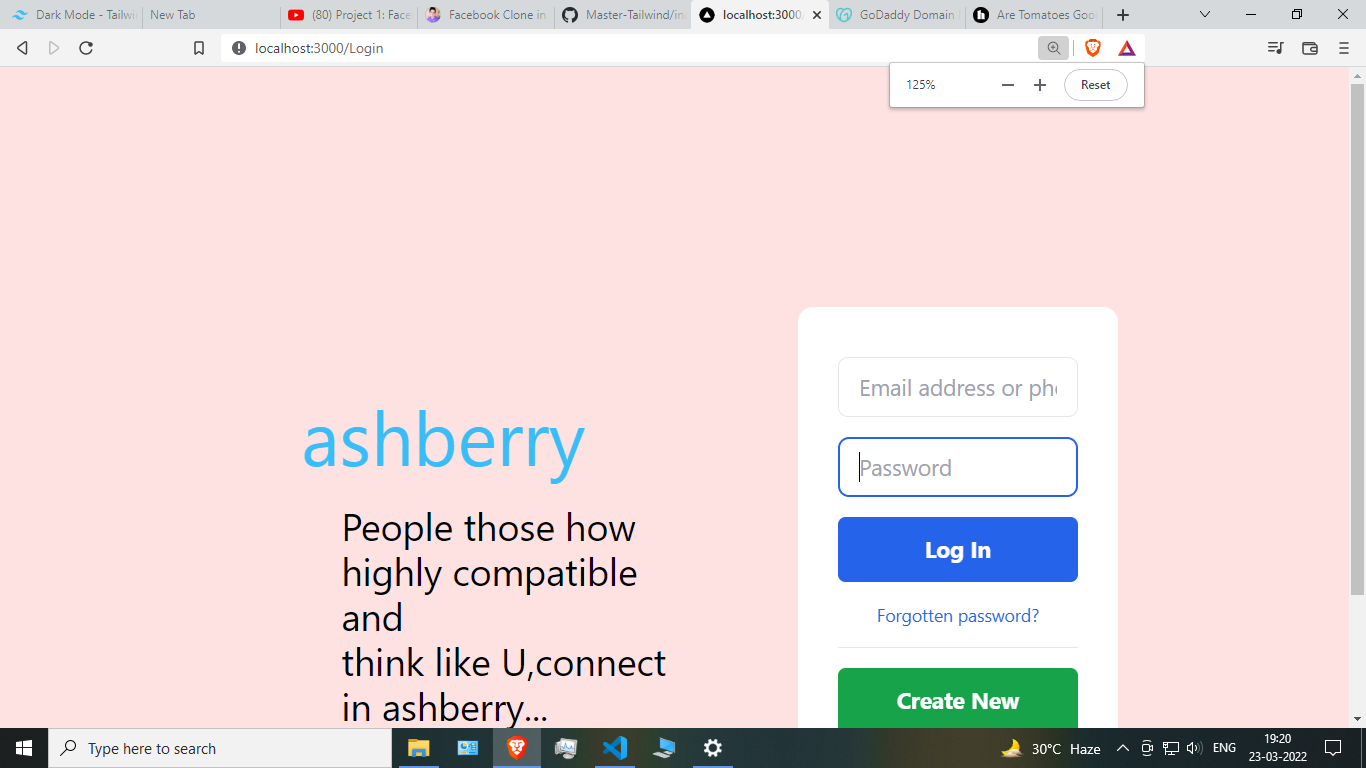 Dark Mode - Tailwi
New Tab
(80) Project 1: Face
Facebook Clone in
Master-Tailwind/in
localhost:3000/
GoDaddy Domain
Are Tomatoes Goo
localhost:3000/Login
125%
Reset
ashberry
People those how
highly compatible
and
think like U,connect
in ashberry...
Email address or pho
Password
Log In
Forgotten password?
Create New
Type here to search
30°C Haze
ENG
19:20
23-03-2022